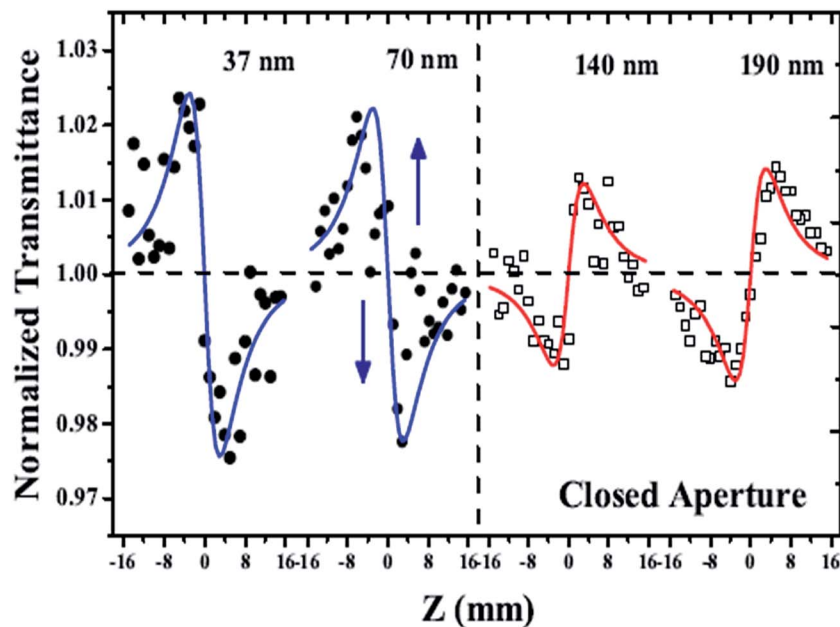 Normalized Transmittance
1.03
1.02
1.01
1.00
0.99
0.98
0.97
37 nm
70 nm
140 nm
190 nm
Closed Aperture
-16 -8 0 8 16-16 -8 0 8 16-16 -8 0 8 16-16 -8 0 8 16
Z (mm)